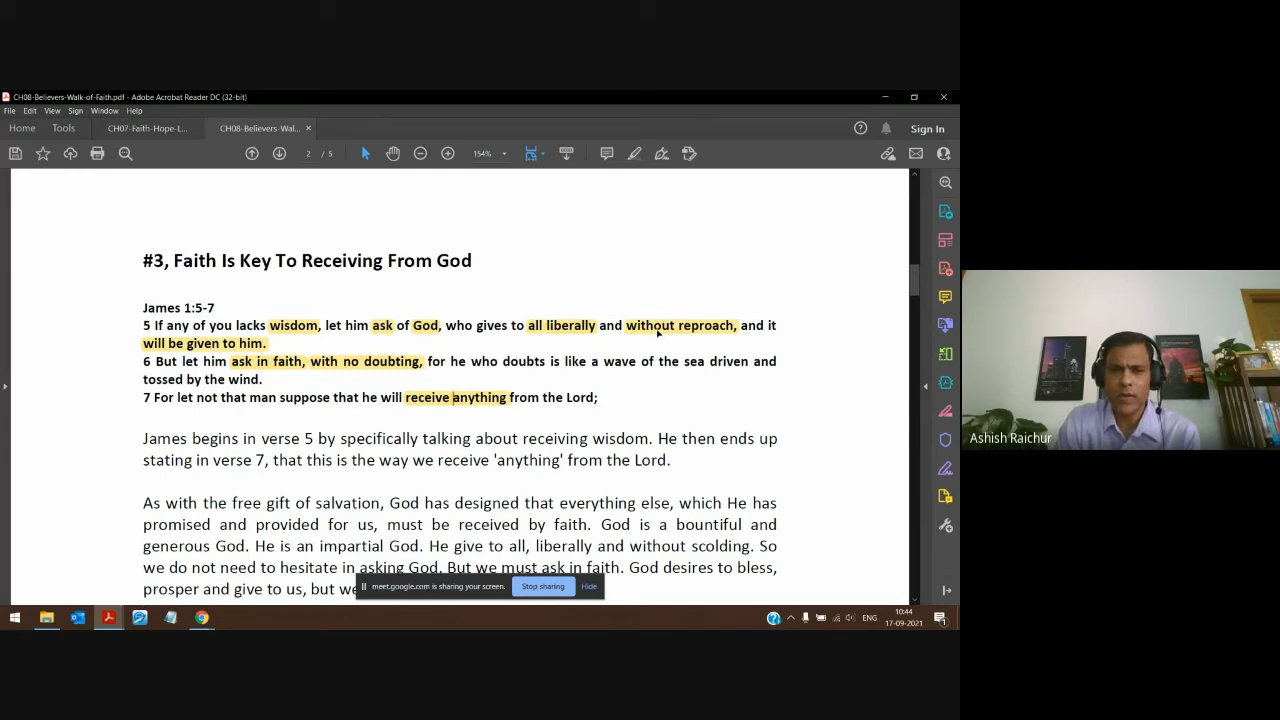 CH08-Believers-Walk-of-Faith.pdf - Adobe Acrobat Reader DC (32-bit)
File Edit View Sign Window Help
Home Tools CH07-Faith-Hope-L... CH08-Believers-Wal... × Sign In
2 / 5 154%
#3, Faith Is Key To Receiving From God
James 1:5-7
5 If any of you lacks wisdom, let him ask of God, who gives to all liberally and without reproach, and it
will be given to him.
6 But let him ask in faith, with no doubting, for he who doubts is like a wave of the sea driven and
tossed by the wind.
7 For let not that man suppose that he will receive anything from the Lord;
James begins in verse 5 by specifically talking about receiving wisdom. He then ends up
stating in verse 7, that this is the way we receive 'anything' from the Lord.
As with the free gift of salvation, God has designed that everything else, which He has
promised and provided for us, must be received by faith. God is a bountiful and
generous God. He is an impartial God. He give to all, liberally and without scolding. So
we do not need to hesitate in asking God. But we must ask in faith. God desires to bless,
prosper and give to us, but we
meet.google.com is sharing your screen. Stop sharing Hide
Ashish Raichur
ENG
10:44
17-09-2021